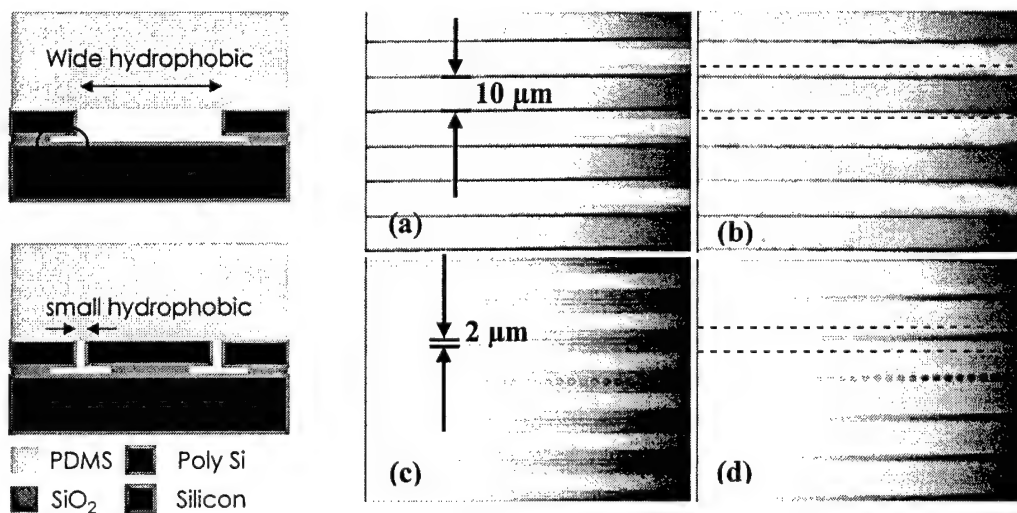 Wide hydrophobic
small hydrophobic
PDMS
Poly Si
SiO₂
Silicon
10 µm
(a)
(b)
2 µm
(c)
(d)